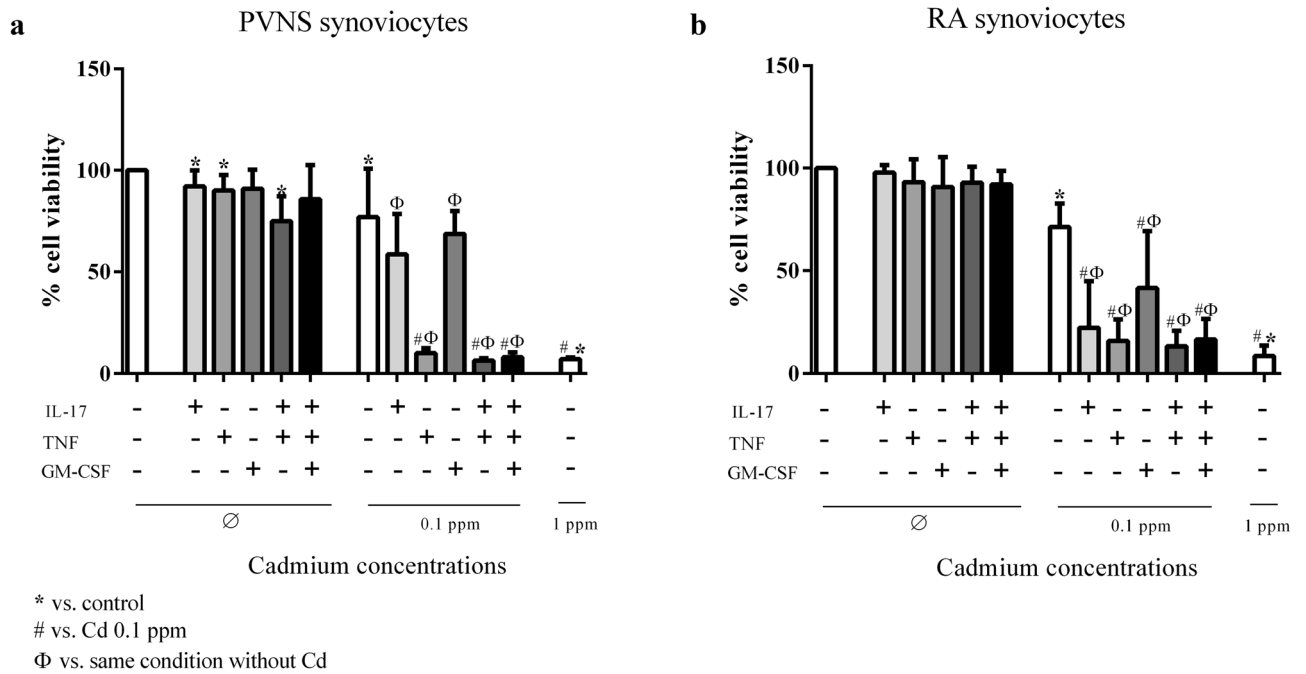 a
PVNS synoviocytes
% cell viability
150
100
50
0
* * *
* Φ #Φ Φ #Φ #Φ
# *
IL-17 - + - - + + - + - - + + -
TNF - - + - + + - - + - + + -
GM-CSF - - - + - + - - - + - + -
∅ 0.1 ppm 1 ppm
Cadmium concentrations
* vs. control
# vs. Cd 0.1 ppm
Φ vs. same condition without Cd
b
RA synoviocytes
% cell viability
150
100
50
0
* #Φ #Φ #Φ #Φ #Φ
# *
IL-17 - + - - + + - + - - + + -
TNF - - + - + + - - + - + + -
GM-CSF - - - + - + - - - + - + -
∅ 0.1 ppm 1 ppm
Cadmium concentrations